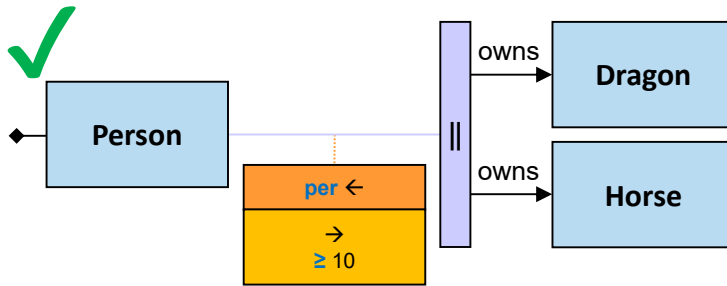 owns
Dragon
Person
||
per ←
→
≥ 10
owns
Horse